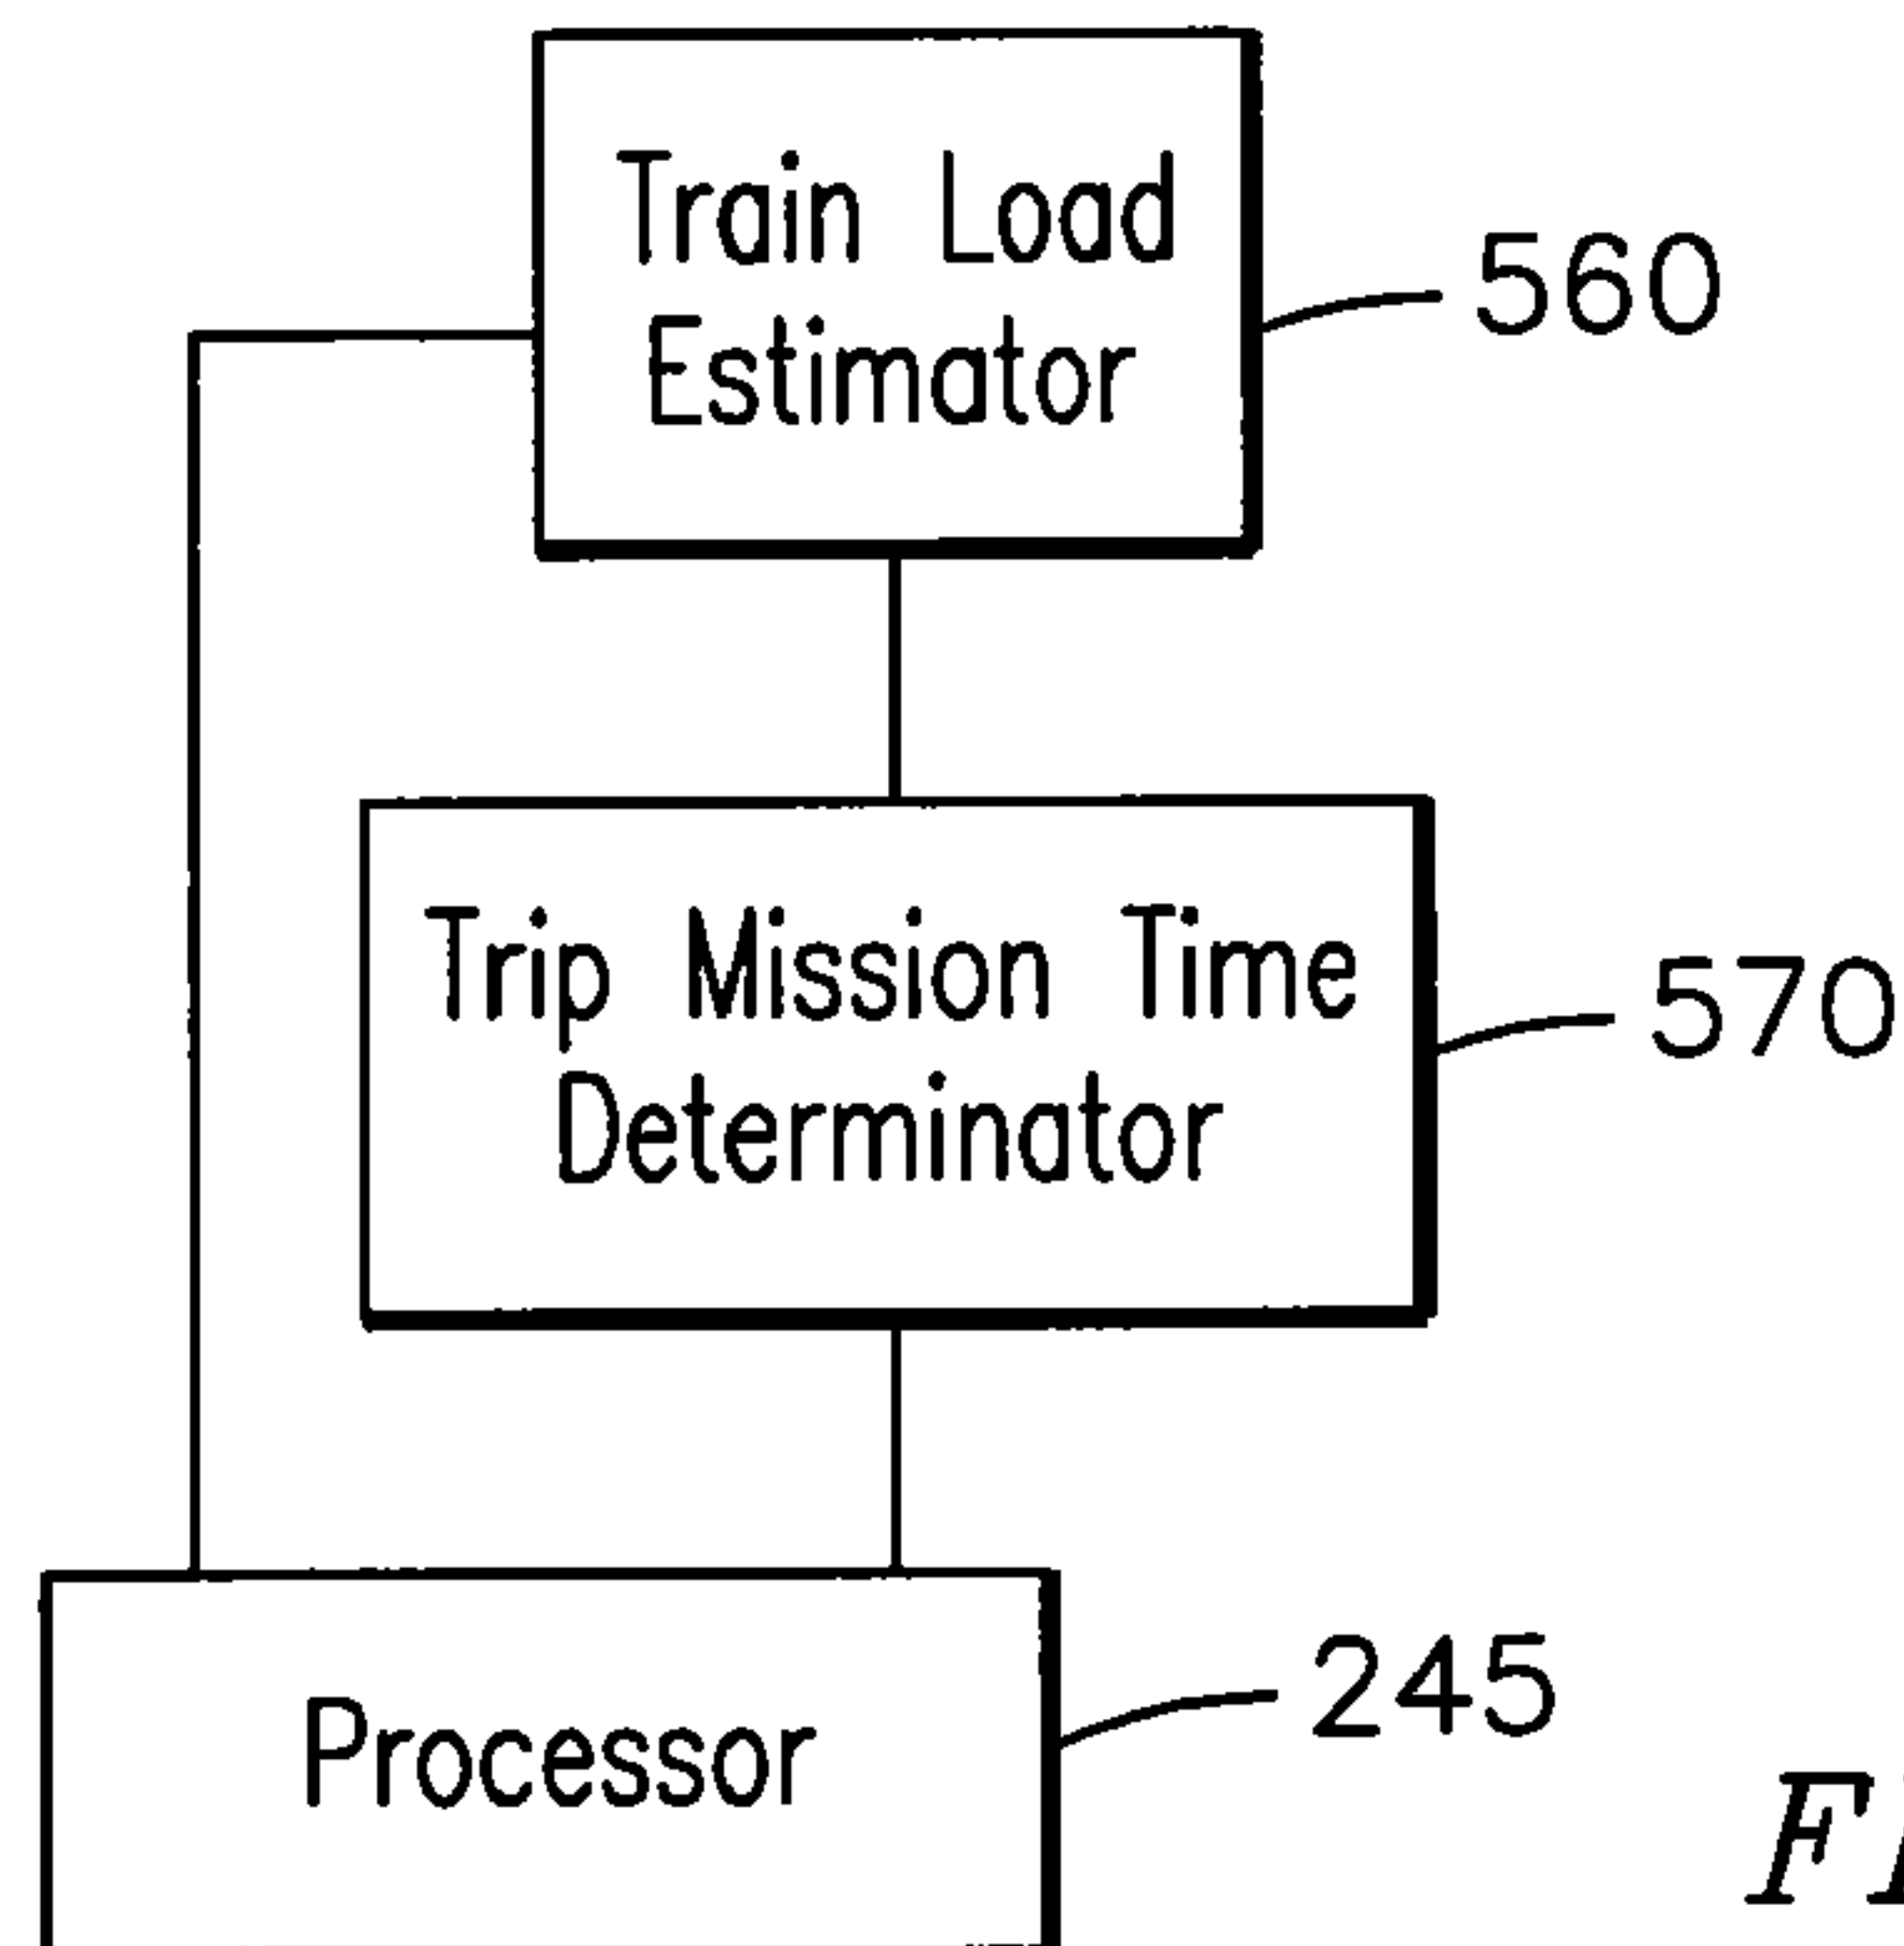 Train Load
Estimator
560
Trip Mission Time
Determinator
570
Processor
245